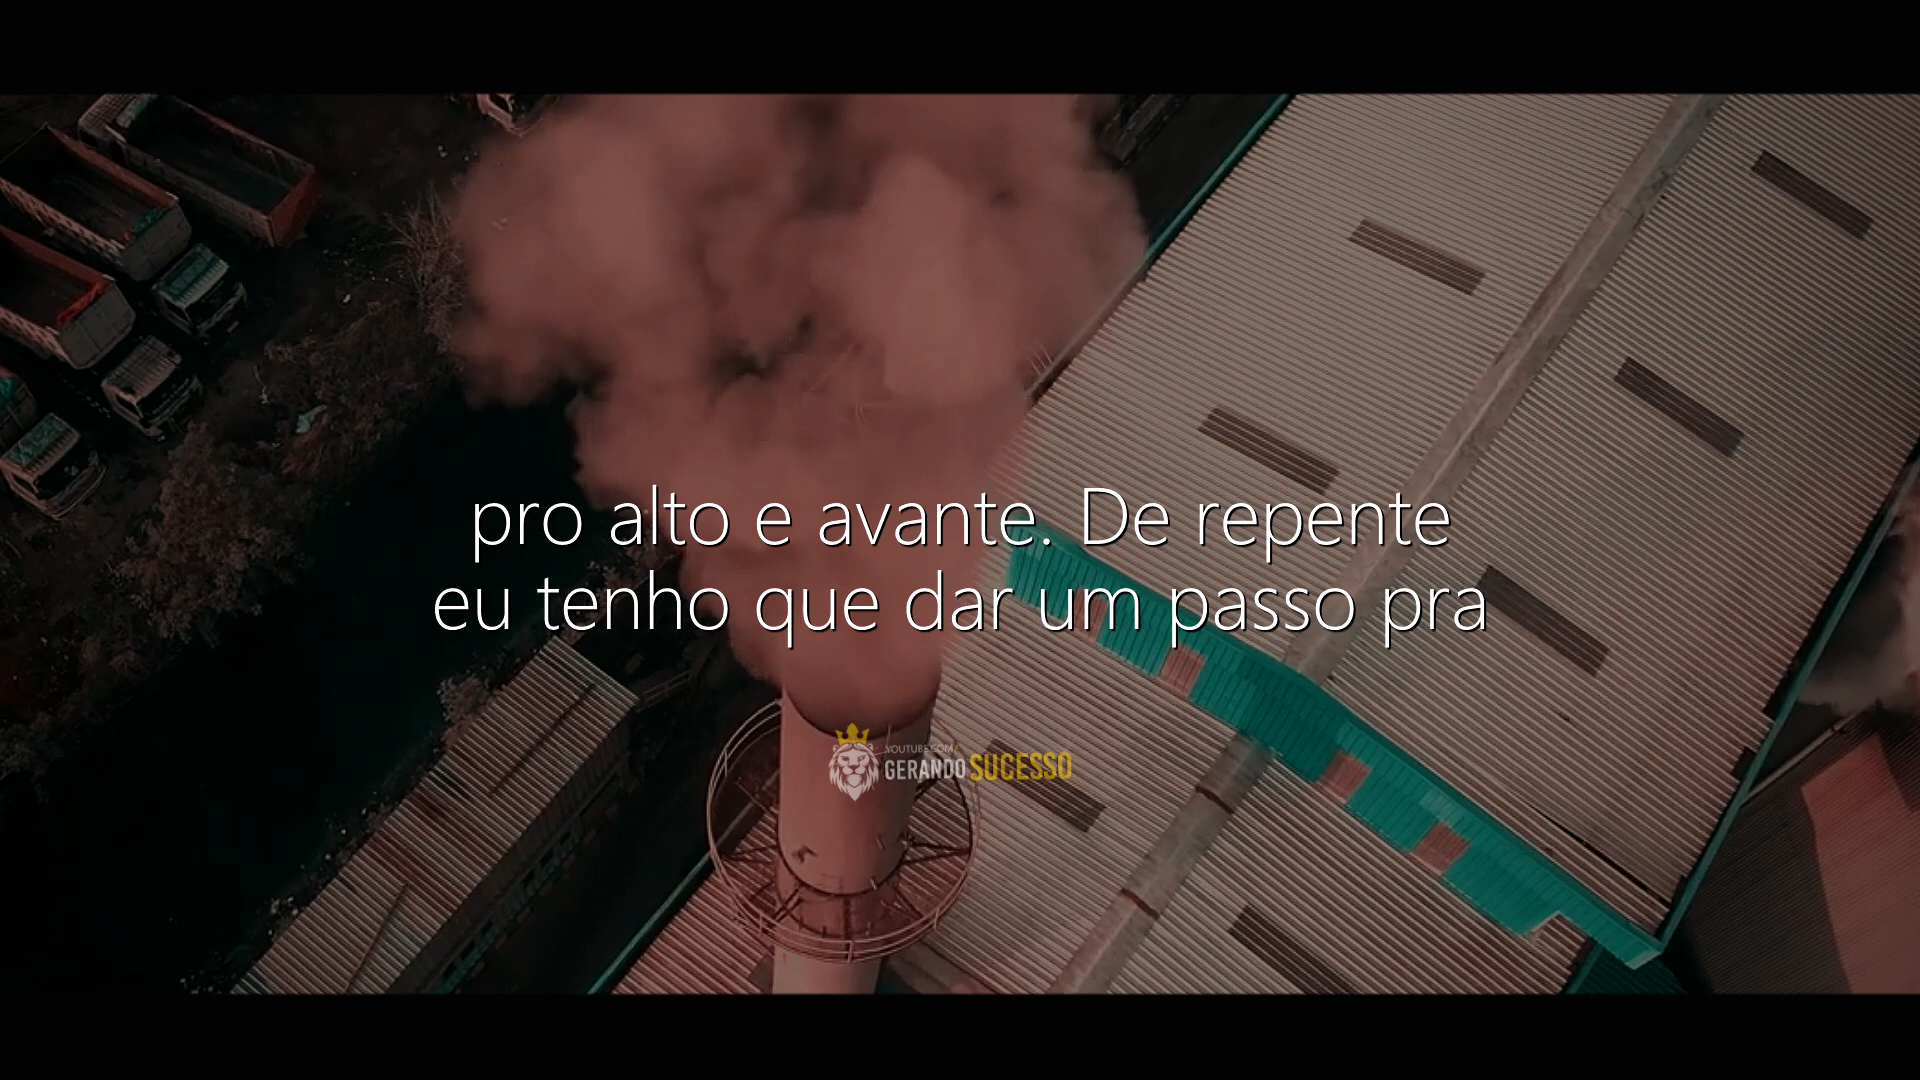 pro alto e avante. De repente
eu tenho que dar um passo pra
YOUTUBE.COM
GERANDO SUCESSO